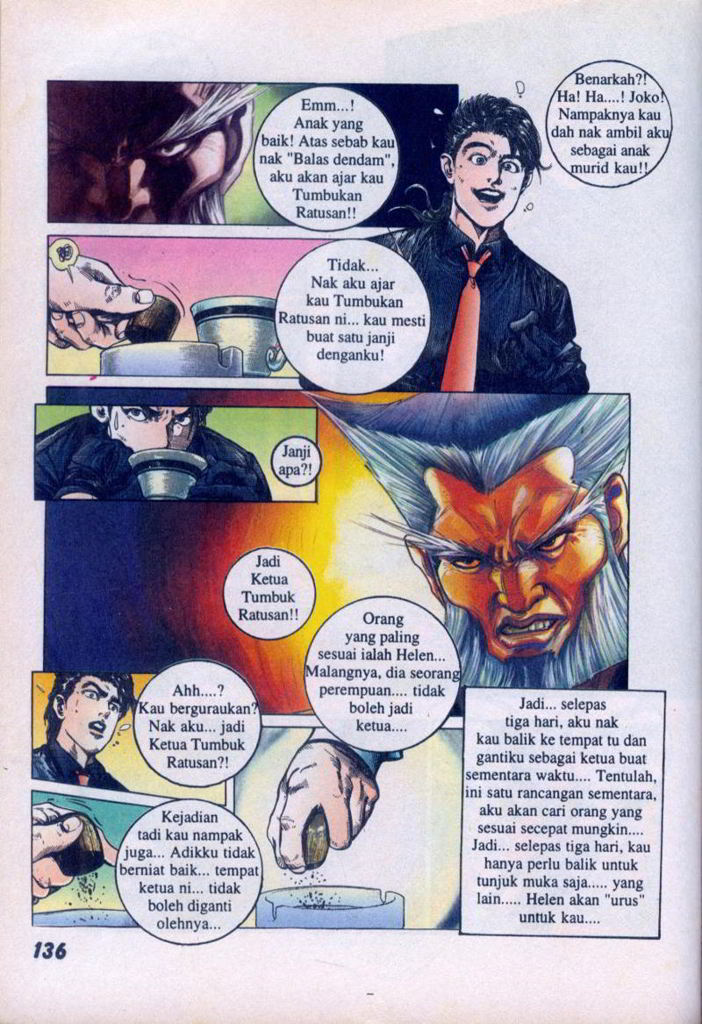 Emm...!
Anak yang
baik! Atas sebab kau
nak "Balas dendam",
aku akan ajar kau
Tumbukan
Ratusan!!
Benarkah?!
Ha! Ha....! Joko!
Nampaknya kau
dah nak ambil aku
sebagai anak
murid kau!!
Tidak...
Nak aku ajar
kau Tumbukan
Ratusan ni... kau mesti
buat satu janji
denganku!
Janji
apa?!
Jadi
Ketua
Tumbuk
Ratusan!!
Orang
yang paling
sesuai ialah Helen...
Malangnya, dia seorang
perempuan.... tidak
boleh jadi
ketua....
Ahh....?
Kau berguraukan?
Nak aku... jadi
Ketua Tumbuk
Ratusan?!
Kejadian
tadi kau nampak
juga... Adikku tidak
berniat baik... tempat
ketua ni... tidak
boleh diganti
olehnya...
Jadi... selepas
tiga hari, aku nak
kau balik ke tempat tu dan
gantiku sebagai ketua buat
sementara waktu.... Tentulah,
ini satu rancangan sementara,
aku akan cari orang yang
sesuai secepat mungkin....
Jadi... selepas tiga hari, kau
hanya perlu balik untuk
tunjuk muka saja..... yang
lain..... Helen akan "urus"
untuk kau....
136